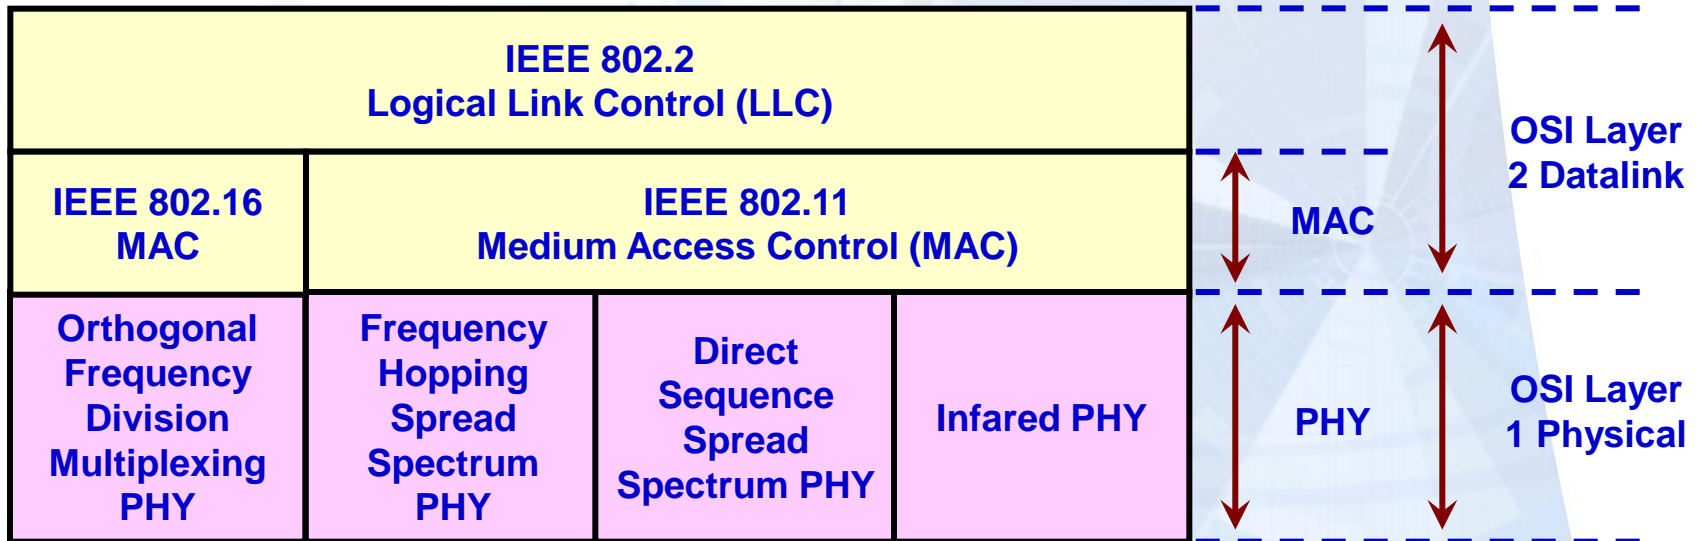 IEEE 802.2
Logical Link Control (LLC)
IEEE 802.16
MAC
IEEE 802.11
Medium Access Control (MAC)
MAC
OSI Layer
2 Datalink
Orthogonal
Frequency
Division
Multiplexing
PHY
Frequency
Hopping
Spread
Spectrum
PHY
Direct
Sequence
Spread
Spectrum PHY
Infared PHY
PHY
OSI Layer
1 Physical